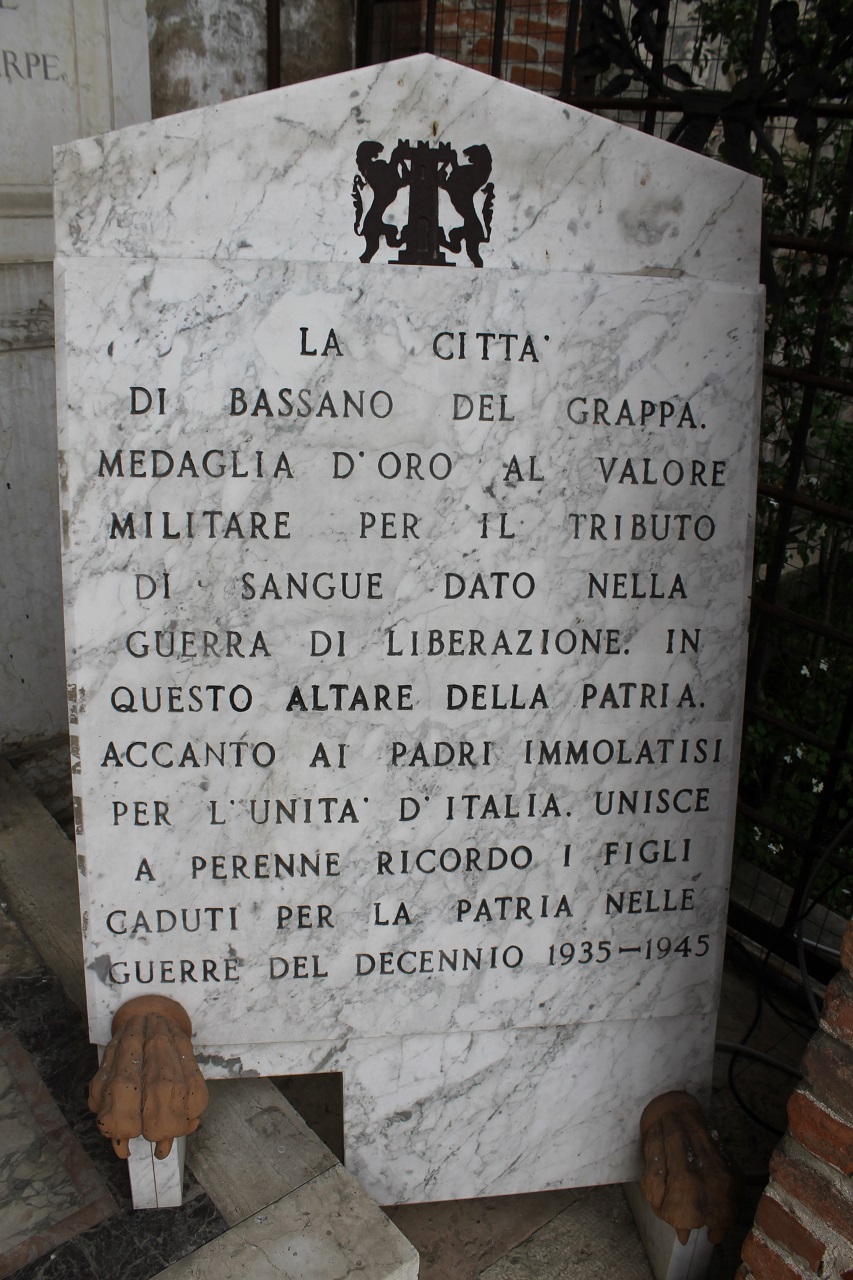 RPE.
LA CITTA'
DI BASSANO DEL GRAPPA.
MEDAGLIA D'ORO AL VALORE
MILITARE PER IL TRIBUTO
DI SANGUE DATO NELLA
GUERRA DI LIBERAZIONE. IN
QUESTO ALTARE DELLA PATRIA.
ACCANTO AI PADRI IMMOLATISI
PER L'UNITA' D'ITALIA. UNISCE
A PERENNE RICORDO I FIGLI
CADUTI PER LA PATRIA NELLE
GUERRE DEL DECENNIO 1935-1945